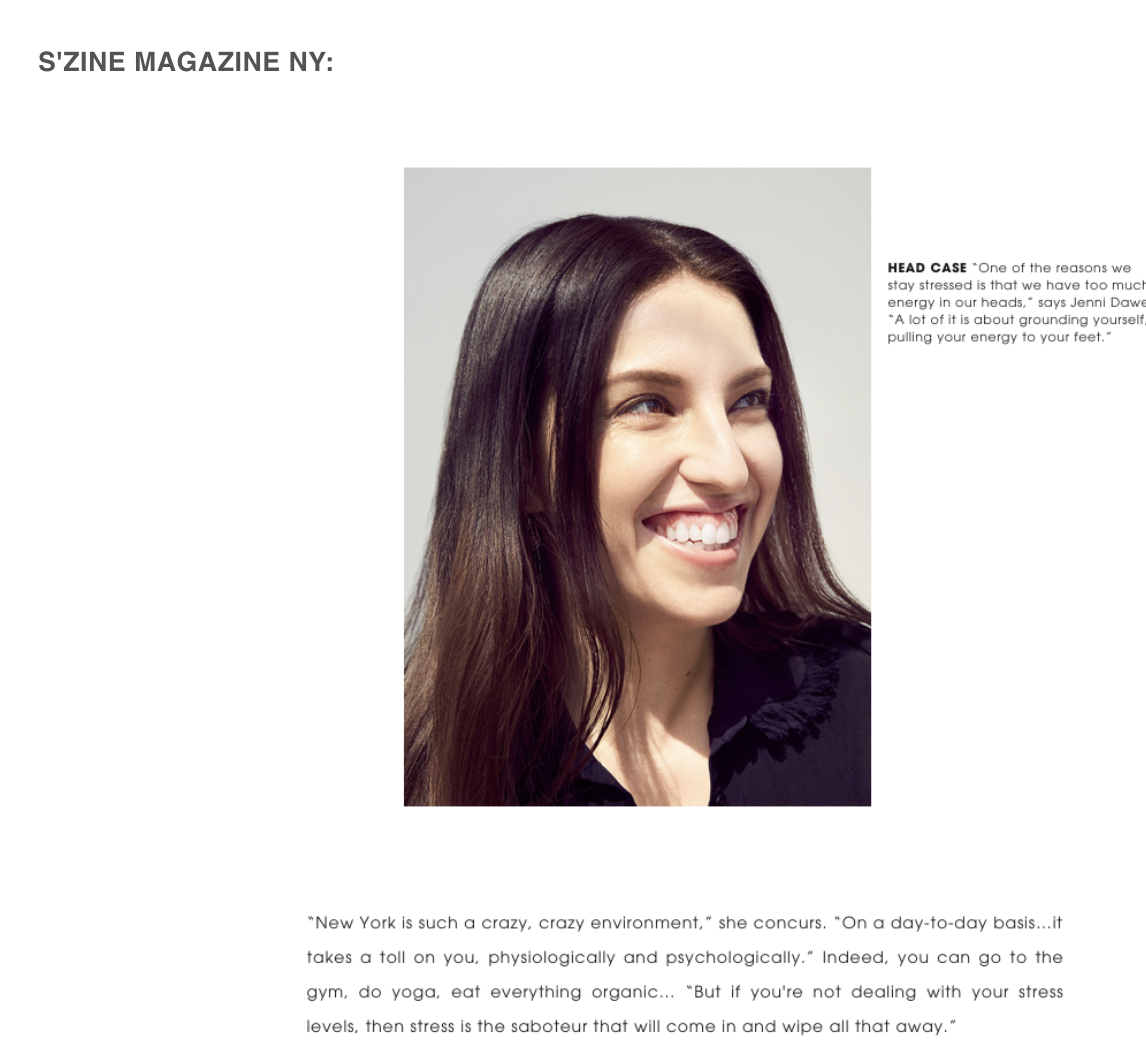 S'ZINE MAGAZINE NY:
HEAD CASE “One of the reasons we
stay stressed is that we have too much
energy in our heads,” says Jenni Dawe
“A lot of it is about grounding yourself,
pulling your energy to your feet.”
“New York is such a crazy, crazy environment,” she concurs. “On a day-to-day basis...it
takes a toll on you, physiologically and psychologically.” Indeed, you can go to the
gym, do yoga, eat everything organic... “But if you're not dealing with your stress
levels, then stress is the saboteur that will come in and wipe all that away.”